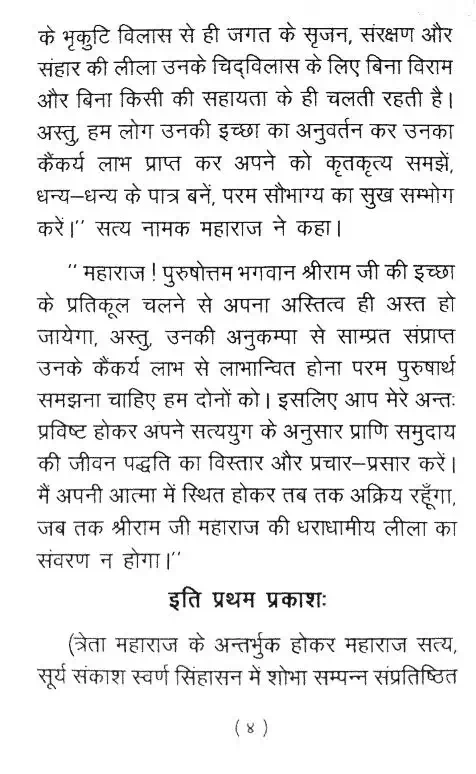 के भृकुटि विलास से ही जगत के सृजन, संरक्षण और
संहार की लीला उनके चिद्विलास के लिए बिना विराम
और बिना किसी की सहायता के ही चलती रहती है।
अस्तु, हम लोग उनकी इच्छा का अनुवर्तन कर उनका
कैंकर्य लाभ प्राप्त कर अपने को कृतकृत्य समझें,
धन्य–धन्य के पात्र बनें, परम सौभाग्य का सुख सम्भोग
करें।'' सत्य नामक महाराज ने कहा।
'' महाराज ! पुरुषोत्तम भगवान श्रीराम जी की इच्छा
के प्रतिकूल चलने से अपना अस्तित्व ही अस्त हो
जायेगा, अस्तु, उनकी अनुकम्पा से साम्प्रत संप्राप्त
उनके कैंकर्य लाभ से लाभान्वित होना परम पुरुषार्थ
समझना चाहिए हम दोनों को। इसलिए आप मेरे अन्तः
प्रविष्ट होकर अपने सत्ययुग के अनुसार प्राणि समुदाय
की जीवन पद्धति का विस्तार और प्रचार–प्रसार करें।
मैं अपनी आत्मा में स्थित होकर तब तक अक्रिय रहूँगा,
जब तक श्रीराम जी महाराज की धराधामीय लीला का
संवरण न होगा।''
इति प्रथम प्रकाशः
(त्रेता महाराज के अन्तर्भुक होकर महाराज सत्य,
सूर्य संकाश स्वर्ण सिंहासन में शोभा सम्पन्न संप्रतिष्ठित
( ४ )